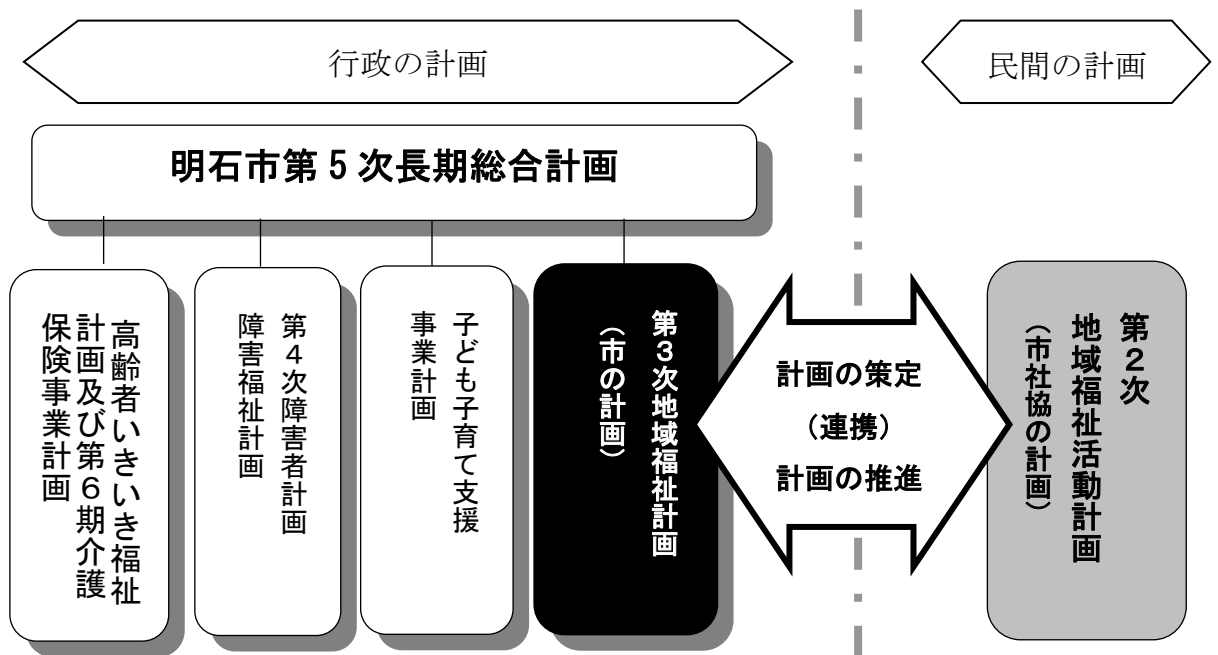 行政の計画
民間の計画
明石市第５次長期総合計画
高齢者いきいき福祉
計画及び第６期介護
保険事業計画
第４次障害者計画
障害福祉計画
子ども子育て支援
事業計画
第３次地域福祉計画
（市の計画）
計画の策定
（連携）
計画の推進
第２次
地域福祉活動計画
（市社協の計画）